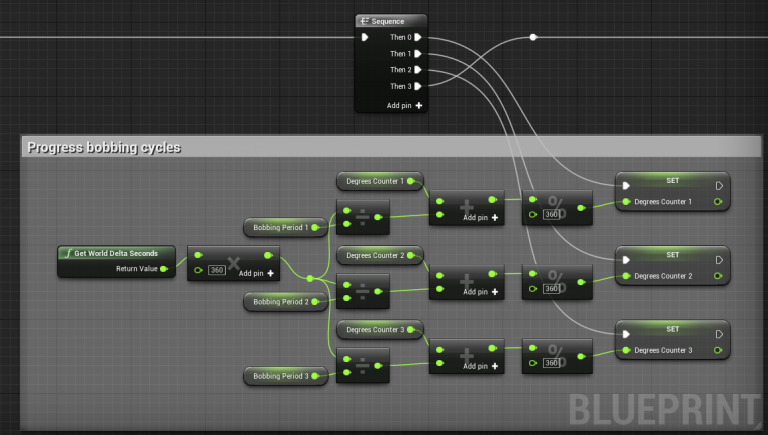 Sequence
Then 0
Then 1
Then 2
Then 3
Add pin
Progress bobbing cycles
Degrees Counter 1
SET
360
Add pin
Degrees Counter 1
Bobbing Period 1
Get World Delta Seconds
Return Value
360
Add pin
Degrees Counter 2
SET
360
Add pin
Degrees Counter 2
Bobbing Period 2
Degrees Counter 3
SET
360
Add pin
Degrees Counter 3
Bobbing Period 3
BLUEPRINT